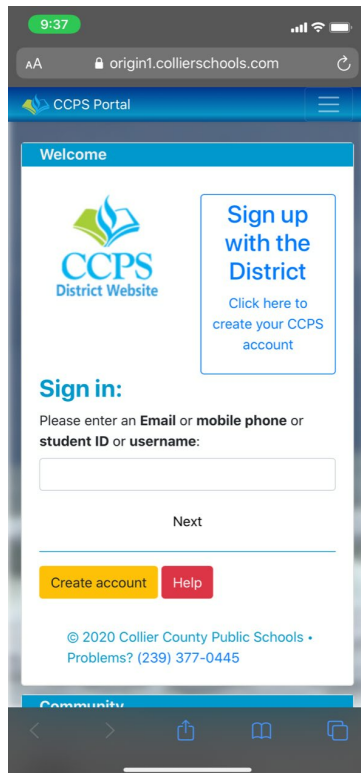 9:37
AA origin1.collierschools.com
CCPS Portal
Welcome
CCPS
District Website
Sign up
with the
District
Click here to
create your CCPS
account
Sign in:
Please enter an Email or mobile phone or
student ID or username:
Next
Create account Help
© 2020 Collier County Public Schools •
Problems? (239) 377-0445
Community